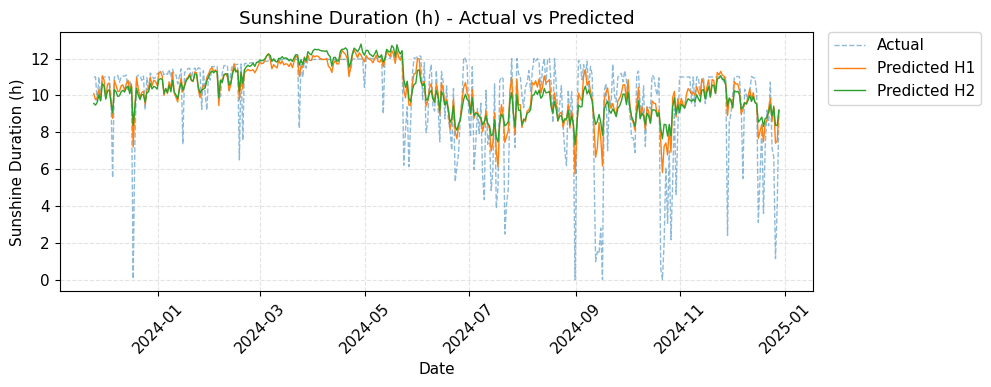 Sunshine Duration (h) - Actual vs Predicted
Actual
Predicted H1
Predicted H2
Sunshine Duration (h)
12
10
8
6
4
2
0
2024-01
2024-03
2024-05
2024-07
2024-09
2024-11
2025-01
Date